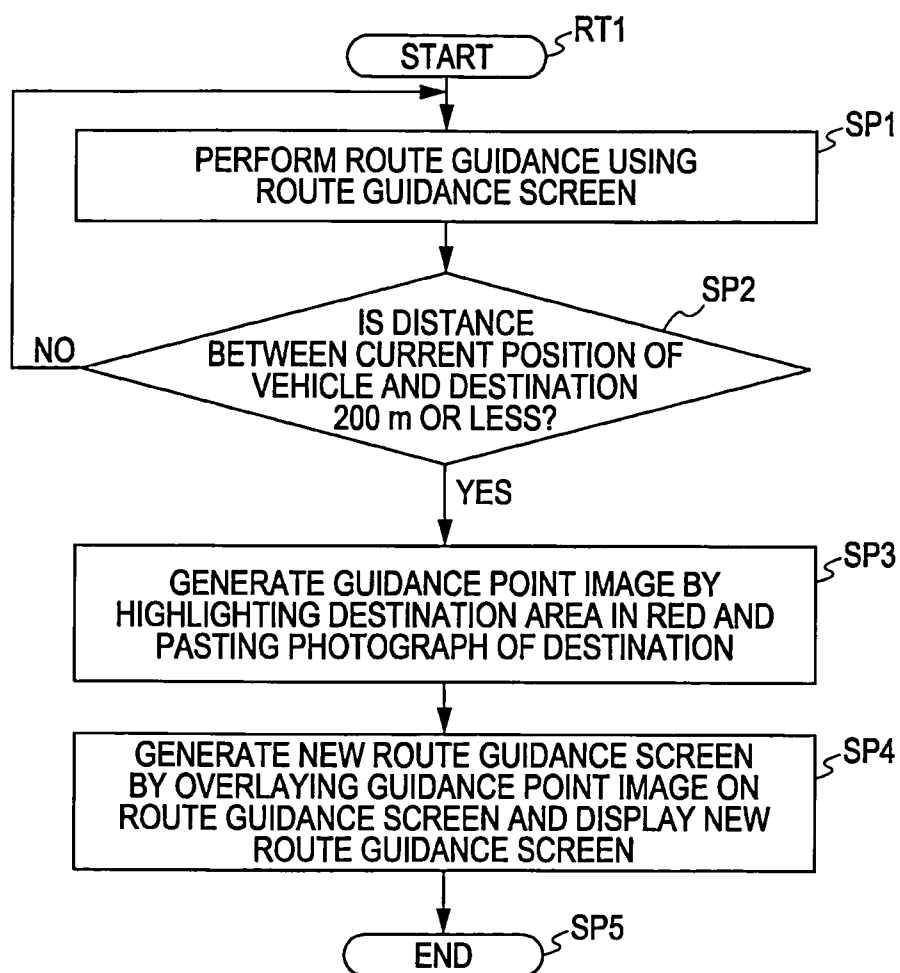 RT1
START
SP1
PERFORM ROUTE GUIDANCE USING
ROUTE GUIDANCE SCREEN
SP2
IS DISTANCE
BETWEEN CURRENT POSITION OF
VEHICLE AND DESTINATION
200 m OR LESS?
NO
YES
SP3
GENERATE GUIDANCE POINT IMAGE BY
HIGHLIGHTING DESTINATION AREA IN RED AND
PASTING PHOTOGRAPH OF DESTINATION
SP4
GENERATE NEW ROUTE GUIDANCE SCREEN
BY OVERLAYING GUIDANCE POINT IMAGE ON
ROUTE GUIDANCE SCREEN AND DISPLAY NEW
ROUTE GUIDANCE SCREEN
SP5
END